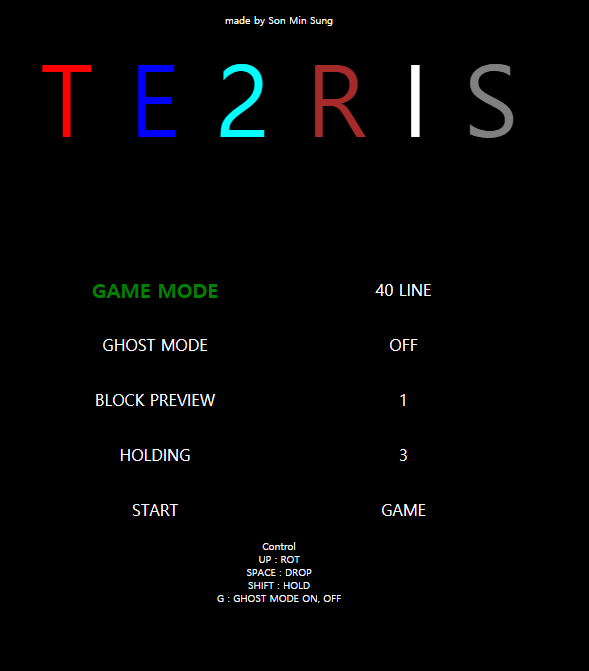 made by Son Min Sung
T E 2 R I S
GAME MODE 40 LINE
GHOST MODE OFF
BLOCK PREVIEW 1
HOLDING 3
START GAME
Control
UP : ROT
SPACE : DROP
SHIFT : HOLD
G : GHOST MODE ON, OFF